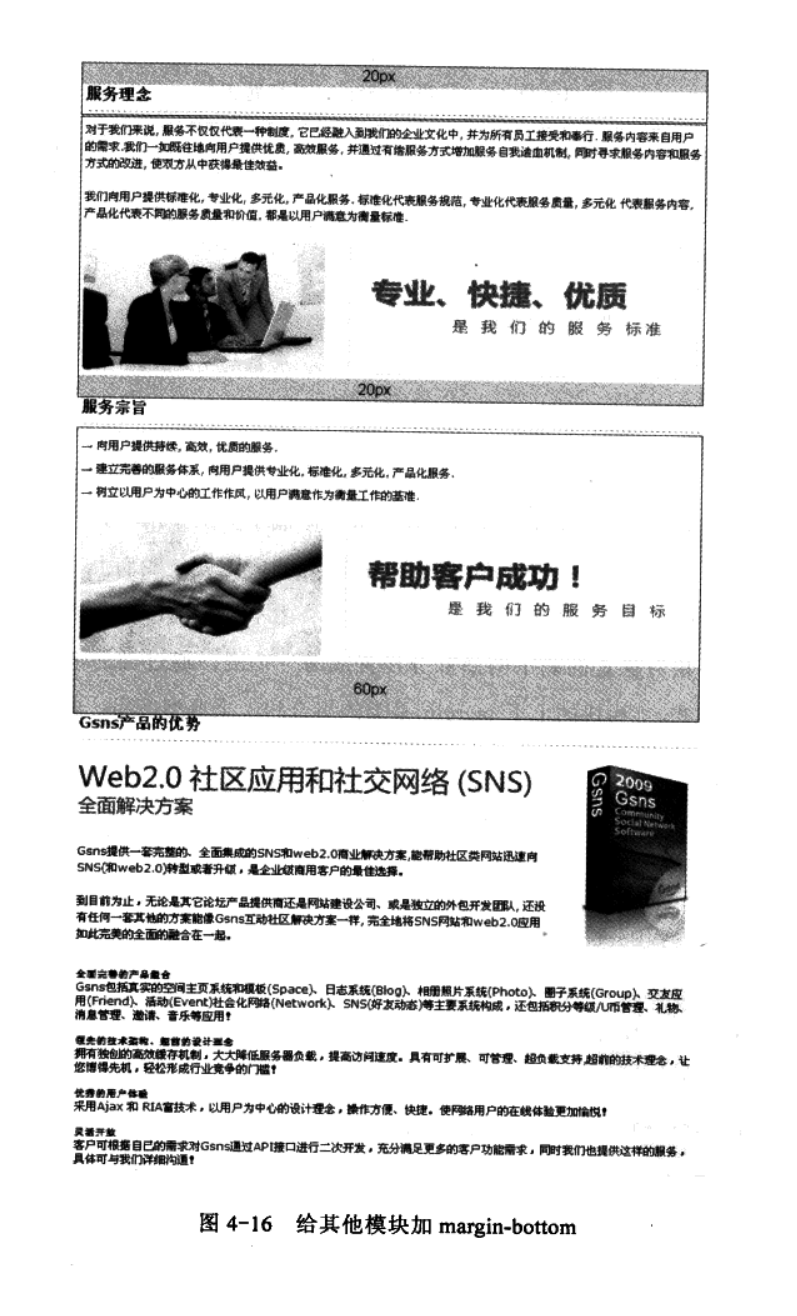 20px
服务理念
对于我们来说, 服务不仅仅代表一种制度, 它已经融入到我们的企业文化中, 并为所有员工接受和奉行. 服务内容来自用户
的需求.我们一如既往地向用户提供优质, 高效服务, 并通过有偿服务方式增加服务自我造血机制, 同时寻求服务内容和服务
方式的改进, 使双方从中获得最佳效益。
我们向用户提供标准化, 专业化, 多元化, 产品化服务. 标准化代表服务规范, 专业化代表服务质量, 多元化 代表服务内容,
产品化代表不同的服务质量和价值, 都是以用户满意为衡量标准.
专业、快捷、优质
是我们的服务标准
20px
服务宗旨
→ 向用户提供持续, 高效, 优质的服务.
→ 建立完善的服务体系, 向用户提供专业化, 标准化, 多元化, 产品化服务.
→ 树立以用户为中心的工作作风, 以用户满意作为衡量工作的基准.
帮助客户成功！
是我们的服务目标
60px
Gsns产品的优势
Web2.0 社区应用和社交网络 (SNS)
全面解决方案
Gsns
2009
Gsns
Community
Social Network
Software
Gsns提供一套完整的、全面集成的SNS和web2.0商业解决方案,能帮助社区类网站迅速向
SNS(和web2.0)转型或者升级，是企业级商用客户的最佳选择。
到目前为止，无论是其它论坛产品提供商还是网站建设公司、或是独立的外包开发团队, 还没
有任何一套其他的方案能像Gsns互动社区解决方案一样, 完全地将SNS网站和web2.0应用
如此完美的全面的融合在一起。
全面完善的产品融合
Gsns包括真实的空间主页系统和模板(Space)、日志系统(Blog)、相册照片系统(Photo)、圈子系统(Group)、交友应
用(Friend)、活动(Event)社会化网络(Network)、SNS(好友动态)等主要系统构成，还包括积分等级/U币管理、礼物、
消息管理、邀请、音乐等应用！
领先的技术架构、超前的设计理念
拥有独创的高效缓存机制，大大降低服务器负载，提高访问速度。具有可扩展、可管理、超负载支持,超前的技术理念，让
您博得先机，轻松形成行业竞争的门槛！
优秀的用户体验
采用Ajax 和 RIA富技术，以用户为中心的设计理念，操作方便、快捷。使网络用户的在线体验更加愉悦！
灵活开放
客户可根据自己的需求对Gsns通过API接口进行二次开发，充分满足更多的客户功能需求，同时我们也提供这样的服务，
具体可与我们详细沟通！
图 4-16 给其他模块加 margin-bottom